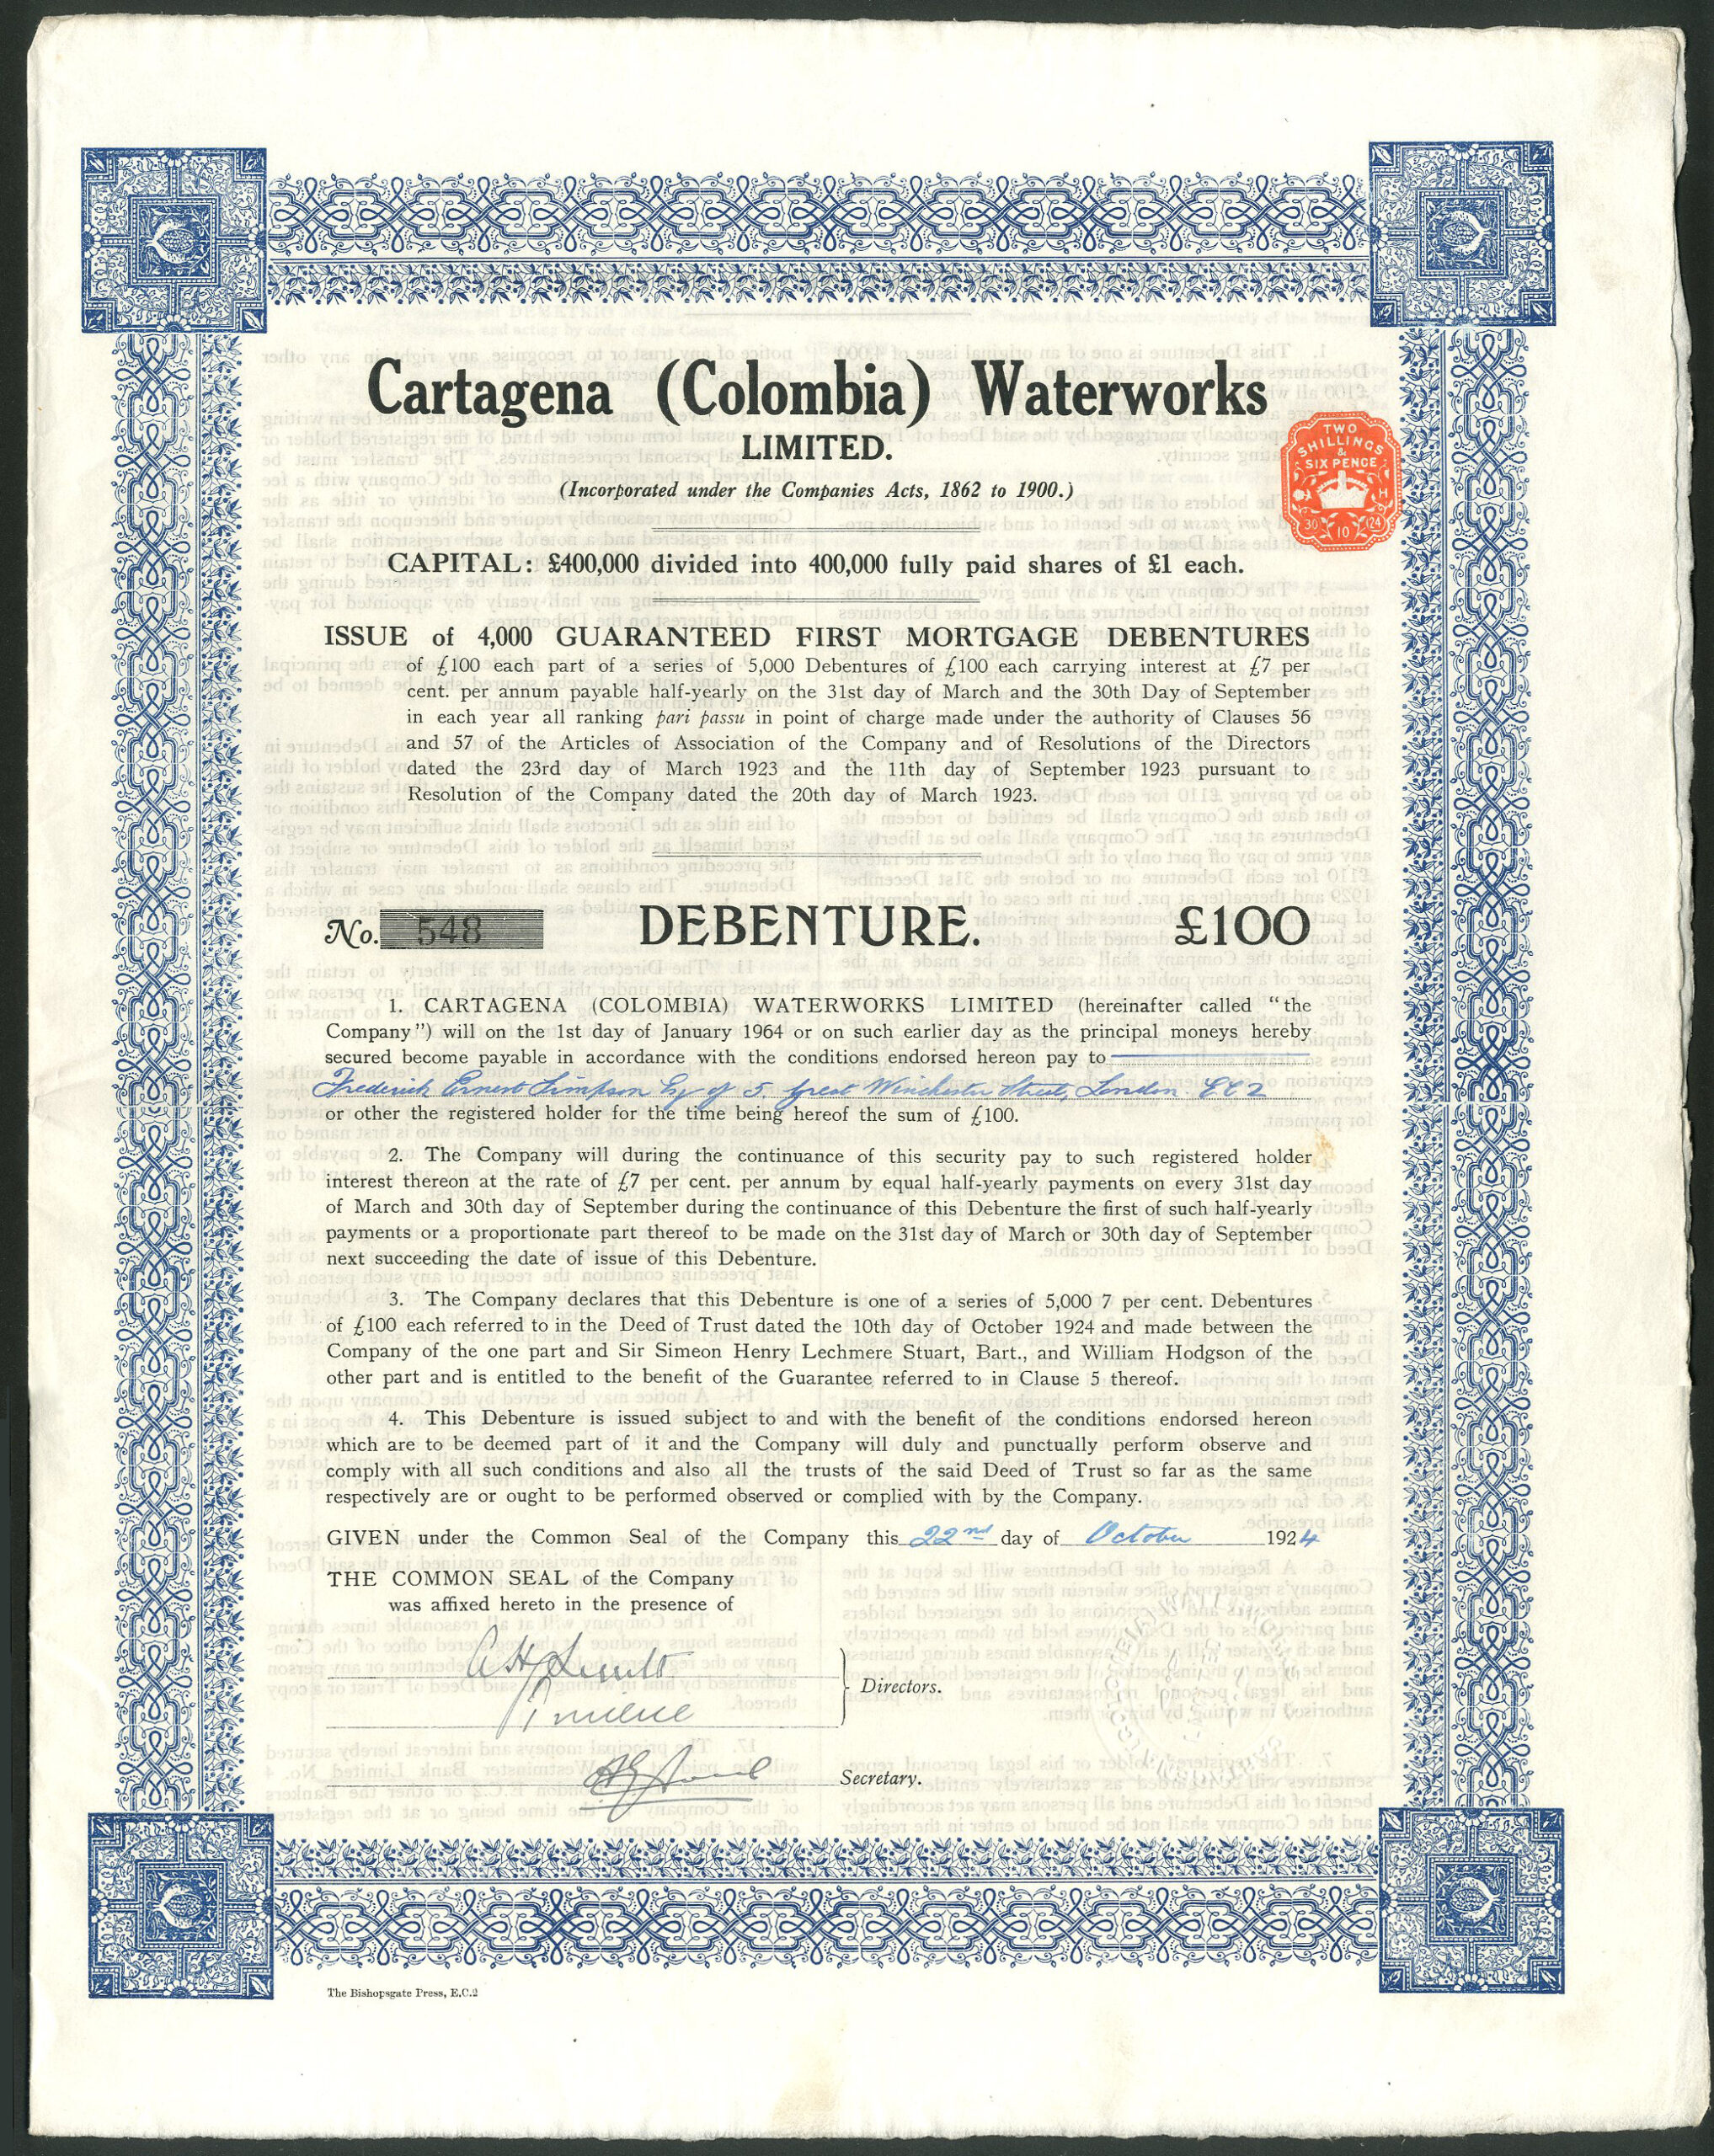 Cartagena (Colombia) Waterworks
LIMITED.
(Incorporated under the Companies Acts, 1862 to 1900.)
TWO
SHILLINGS
&
SIX PENCE
30 10 24
CAPITAL: £400,000 divided into 400,000 fully paid shares of £1 each.
ISSUE of 4,000 GUARANTEED FIRST MORTGAGE DEBENTURES
of £100 each part of a series of 5,000 Debentures of £100 each carrying interest at £7 per
cent. per annum payable half-yearly on the 31st day of March and the 30th Day of September
in each year all ranking pari passu in point of charge made under the authority of Clauses 56
and 57 of the Articles of Association of the Company and of Resolutions of the Directors
dated the 23rd day of March 1923 and the 11th day of September 1923 pursuant to
Resolution of the Company dated the 20th day of March 1923.
No. 548 DEBENTURE. £100
1. CARTAGENA (COLOMBIA) WATERWORKS LIMITED (hereinafter called "the
Company") will on the 1st day of January 1964 or on such earlier day as the principal moneys hereby
secured become payable in accordance with the conditions endorsed hereon pay to
Frederick Ernest Simpson Esq of 5, Great Winchester Street, London. E.C.2
or other the registered holder for the time being hereof the sum of £100.
2. The Company will during the continuance of this security pay to such registered holder
interest thereon at the rate of £7 per cent. per annum by equal half-yearly payments on every 31st day
of March and 30th day of September during the continuance of this Debenture the first of such half-yearly
payments or a proportionate part thereof to be made on the 31st day of March or 30th day of September
next succeeding the date of issue of this Debenture.
3. The Company declares that this Debenture is one of a series of 5,000 7 per cent. Debentures
of £100 each referred to in the Deed of Trust dated the 10th day of October 1924 and made between the
Company of the one part and Sir Simeon Henry Lechmere Stuart, Bart., and William Hodgson of the
other part and is entitled to the benefit of the Guarantee referred to in Clause 5 thereof.
4. This Debenture is issued subject to and with the benefit of the conditions endorsed hereon
which are to be deemed part of it and the Company will duly and punctually perform observe and
comply with all such conditions and also all the trusts of the said Deed of Trust so far as the same
respectively are or ought to be performed observed or complied with by the Company.
GIVEN under the Common Seal of the Company this 22nd day of October 1924
THE COMMON SEAL of the Company
was affixed hereto in the presence of
Directors.
Secretary.
The Bishopsgate Press, E.C.2